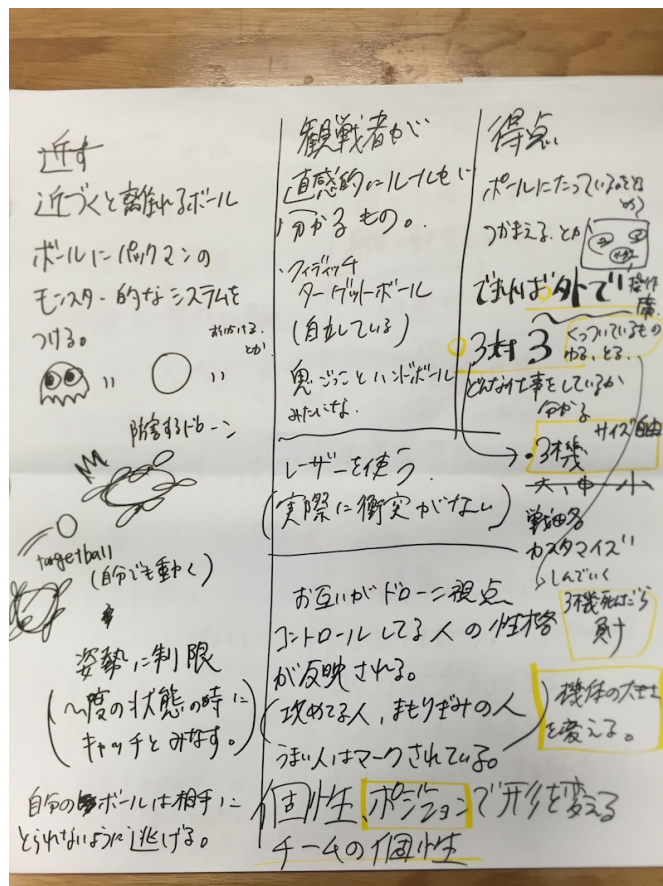 近す
近づくと離れるボール
ボールにパックマンの
モンスター的なシステムを
つける。
おいかける。
とか
防害するドローン
targetball
(自分でも動く)
姿勢に制限
(〜度の状態の時に
キャッチとみなす。)
自分のボールは相手に
とられないように逃げる。
観戦者が
直感的にルールもに
分かるもの。
・クィディッチ
ターゲットボール
(自立している)
鬼ごっことハンドボール
みたいな。
レーザーを使う
(実際に衝突がない)
お互いがドローン視点
コントロールしてる人の性格
が反映される。
(攻めてる人、まもりぎみの人)
うまい人はマークされている。
個性、ポジションで形を変える
チームの個性
得点
ポールにたっている
つかまえる。とか
できれば外で
操作
3対3
くっついているもの
とる。
どんな仕事をしているか
分かる
サイズ自由
・3機
大、中、小
戦略
カスタマイズ
しんでいく
3機死んだら
負け
機体の大きさ
を変える。